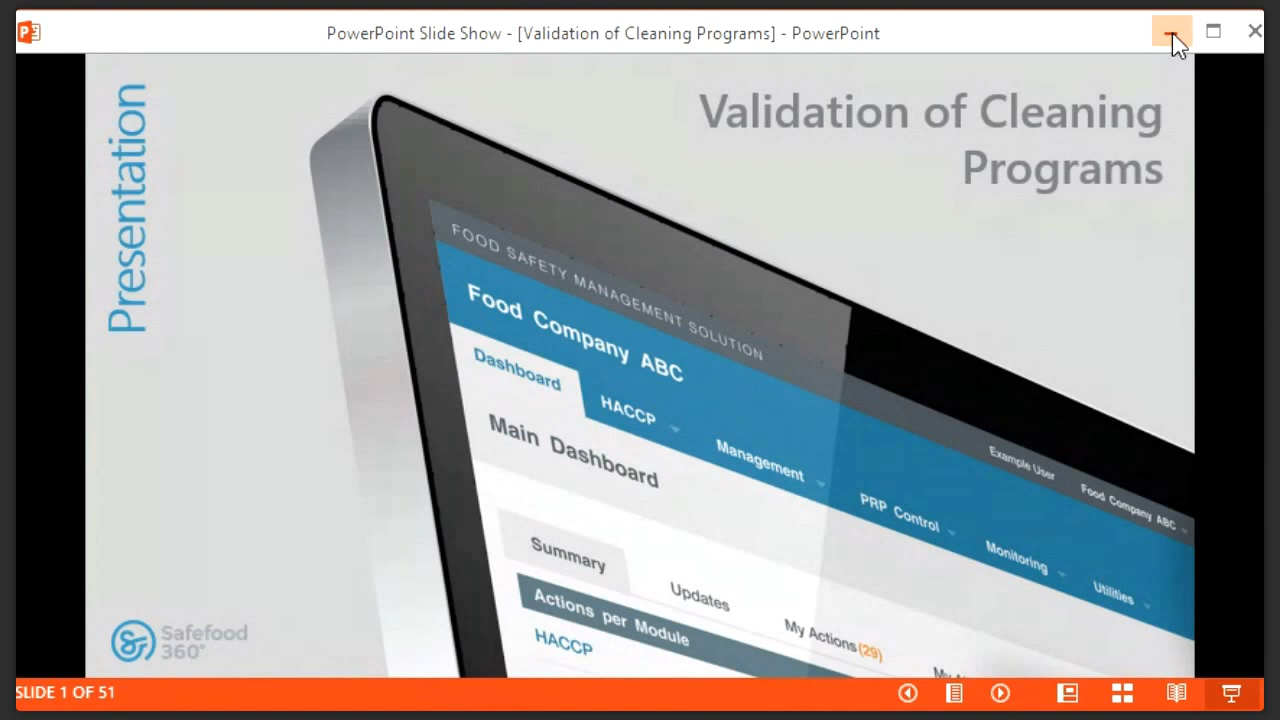 PowerPoint Slide Show - [Validation of Cleaning Programs] - PowerPoint
Presentation
Validation of Cleaning
Programs
FOOD SAFETY MANAGEMENT SOLUTION
Food Company ABC
Example User
Food Company ABC
Dashboard
HACCP
Management
PRP Control
Monitoring
Utilities
Main Dashboard
Summary
Updates
My Actions (29)
Actions per Module
HACCP
Safefood
360°
SLIDE 1 OF 51